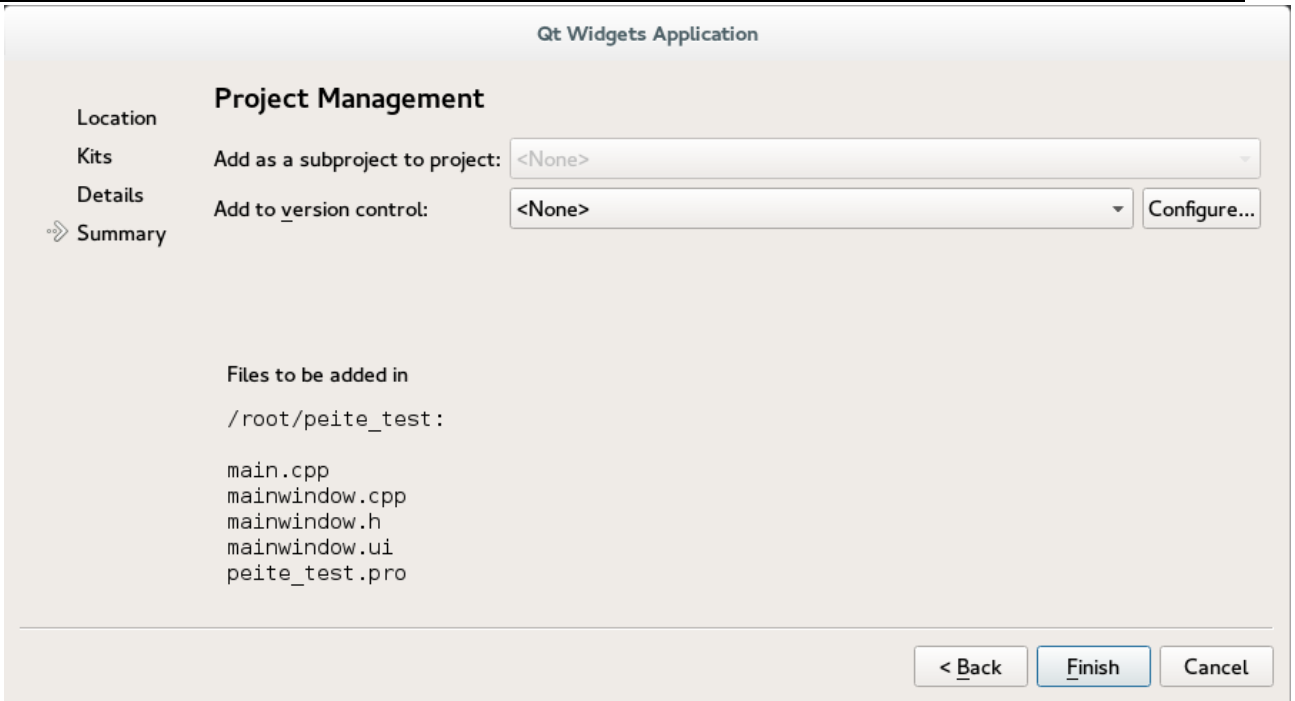 Qt Widgets Application
Location
Kits
Details
Summary
Project Management
Add as a subproject to project: <None>
Add to version control: <None> Configure...
Files to be added in
/root/peite_test:
main.cpp
mainwindow.cpp
mainwindow.h
mainwindow.ui
peite_test.pro
< Back Finish Cancel